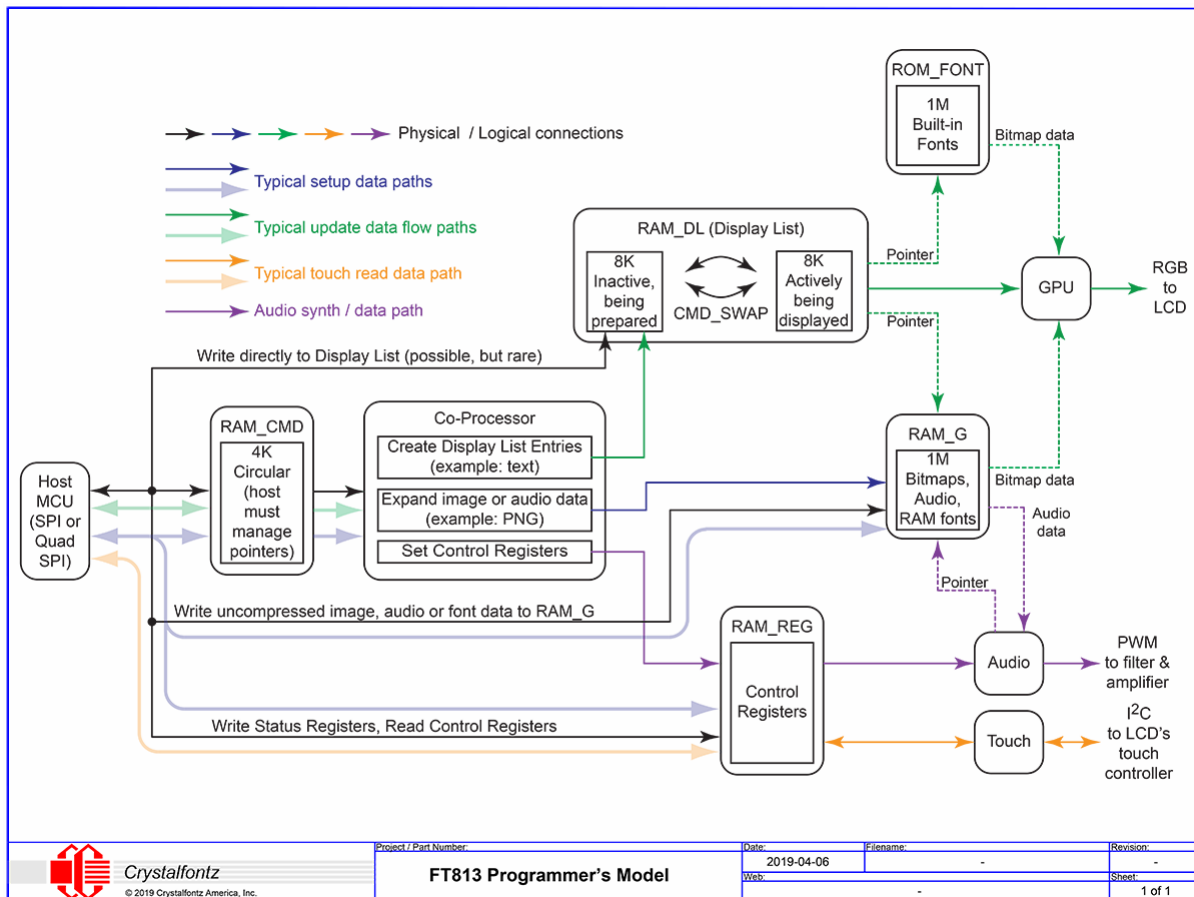 ROM_FONT
1M
Built-in
Fonts
Bitmap data
Physical / Logical connections
Typical setup data paths
Typical update data flow paths
Typical touch read data path
Audio synth / data path
RAM_DL (Display List)
8K
Inactive,
being
prepared
CMD_SWAP
8K
Actively
being
displayed
Pointer
Pointer
GPU
RGB
to
LCD
Write directly to Display List (possible, but rare)
Host
MCU
(SPI or
Quad
SPI)
RAM_CMD
4K
Circular
(host
must
manage
pointers)
Co-Processor
Create Display List Entries
(example: text)
Expand image or audio data
(example: PNG)
Set Control Registers
RAM_G
1M
Bitmaps,
Audio,
RAM fonts
Bitmap data
Audio
data
Pointer
Write uncompressed image, audio or font data to RAM_G
RAM_REG
Control
Registers
Audio
PWM
to filter &
amplifier
Write Status Registers, Read Control Registers
Touch
I2C
to LCD's
touch
controller
Crystalfontz
© 2019 Crystalfontz America, Inc.
Project / Part Number:
FT813 Programmer's Model
Date:
2019-04-06
Filename:
-
Revision:
-
Web:
-
Sheet:
1 of 1